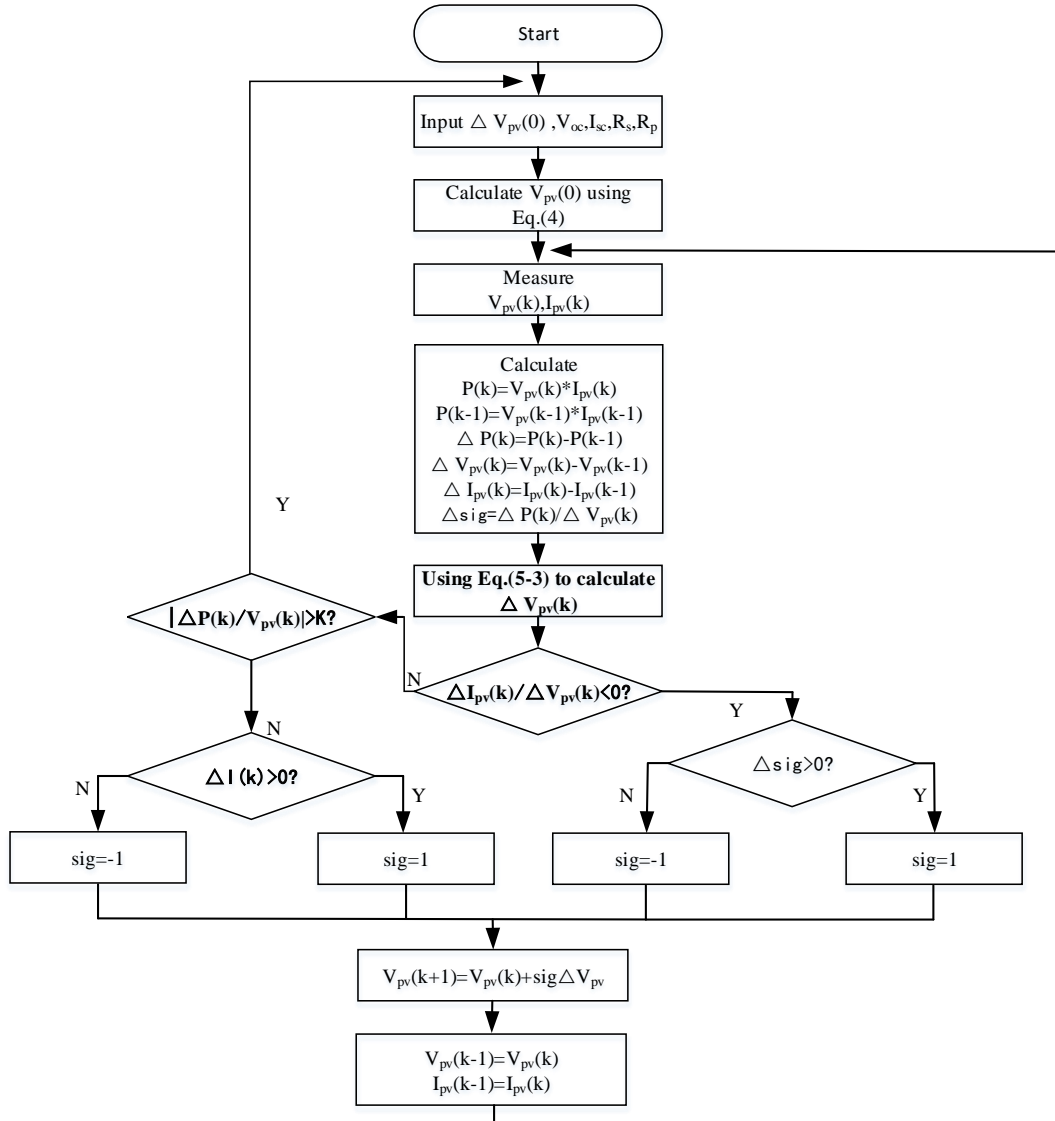 Start
Input △ Vpv(0) ,Voc,Isc,Rs,Rp
Calculate Vpv(0) using
Eq.(4)
Measure
Vpv(k),Ipv(k)
Calculate
P(k)=Vpv(k)*Ipv(k)
P(k-1)=Vpv(k-1)*Ipv(k-1)
△ P(k)=P(k)-P(k-1)
△ Vpv(k)=Vpv(k)-Vpv(k-1)
△ Ipv(k)=Ipv(k)-Ipv(k-1)
△sig=△ P(k)/△ Vpv(k)
Y
Using Eq.(5-3) to calculate
△ Vpv(k)
|△P(k)/Vpv(k)|>K?
N
△Ipv(k)/△Vpv(k)<0?
Y
N
△I(k)>0?
△sig>0?
N
Y
N
Y
sig=-1
sig=1
sig=-1
sig=1
Vpv(k+1)=Vpv(k)+sig△Vpv
Vpv(k-1)=Vpv(k)
Ipv(k-1)=Ipv(k)